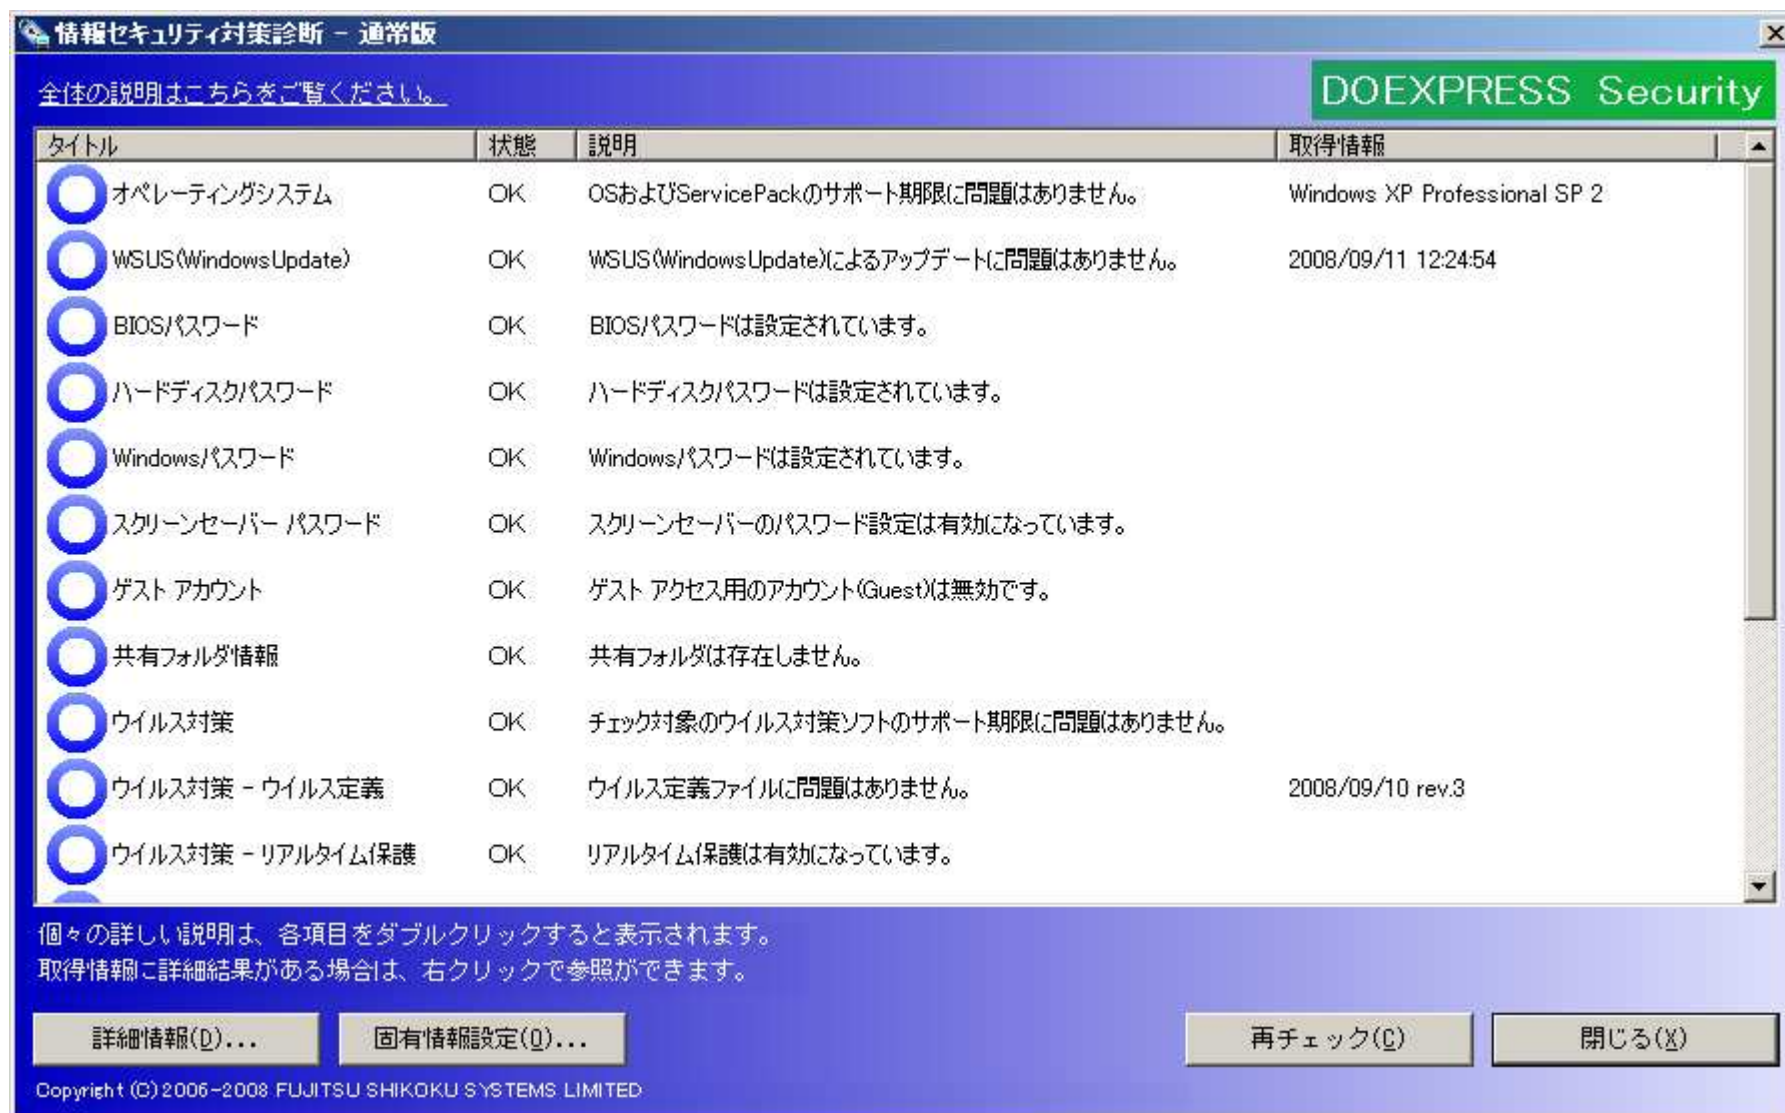 情報セキュリティ対策診断 - 通常版
全体の説明はこちらをご覧ください。
DOEXPRESS Security
タイトル 状態 説明 取得情報
オペレーティングシステム OK OSおよびServicePackのサポート期限に問題はありません。 Windows XP Professional SP 2
WSUS(WindowsUpdate) OK WSUS(WindowsUpdate)によるアップデートに問題はありません。 2008/09/11 12:24:54
BIOSパスワード OK BIOSパスワードは設定されています。
ハードディスクパスワード OK ハードディスクパスワードは設定されています。
Windowsパスワード OK Windowsパスワードは設定されています。
スクリーンセーバー パスワード OK スクリーンセーバーのパスワード設定は有効になっています。
ゲスト アカウント OK ゲスト アクセス用のアカウント(Guest)は無効です。
共有フォルダ情報 OK 共有フォルダは存在しません。
ウイルス対策 OK チェック対象のウイルス対策ソフトのサポート期限に問題はありません。
ウイルス対策 - ウイルス定義 OK ウイルス定義ファイルに問題はありません。 2008/09/10 rev.3
ウイルス対策 - リアルタイム保護 OK リアルタイム保護は有効になっています。
個々の詳しい説明は、各項目をダブルクリックすると表示されます。
取得情報に詳細結果がある場合は、右クリックで参照ができます。
詳細情報(D)... 固有情報設定(O)... 再チェック(C) 閉じる(X)
Copyright (C) 2006-2008 FUJITSU SHIKOKU SYSTEMS LIMITED